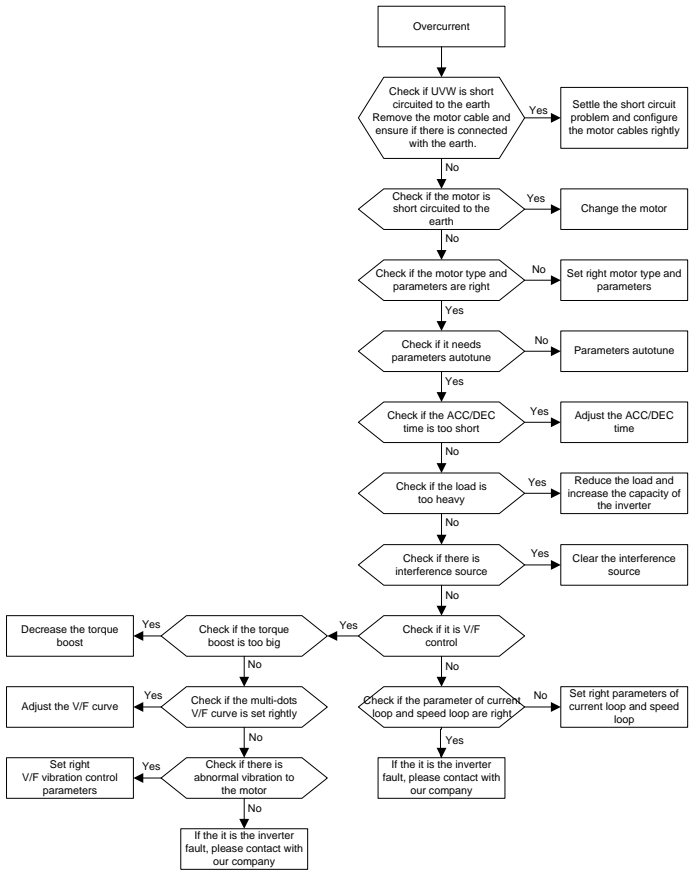 Overcurrent
Check if UVW is short
circuited to the earth
Remove the motor cable and
ensure if there is connected
with the earth.
Yes
Settle the short circuit
problem and configure
the motor cables rightly
No
Check if the motor is
short circuited to the
earth
Yes
Change the motor
No
Check if the motor type and
parameters are right
No
Set right motor type and
parameters
Yes
Check if it needs
parameters autotune
No
Parameters autotune
Yes
Check if the ACC/DEC
time is too short
Yes
Adjust the ACC/DEC
time
No
Check if the load is
too heavy
Yes
Reduce the load and
increase the capacity of
the inverter
No
Check if there is
interference source
Yes
Clear the interference
source
No
Check if it is V/F
control
Yes
Check if the torque
boost is too big
Yes
Decrease the torque
boost
No
No
Check if the multi-dots
V/F curve is set rightly
Yes
Adjust the V/F curve
Check if the parameter of current
loop and speed loop are right
No
Set right parameters of
current loop and speed
loop
No
Yes
Check if there is
abnormal vibration to
the motor
Yes
Set right
V/F vibration control
parameters
If the it is the inverter
fault, please contact with
our company
No
If the it is the inverter
fault, please contact with
our company